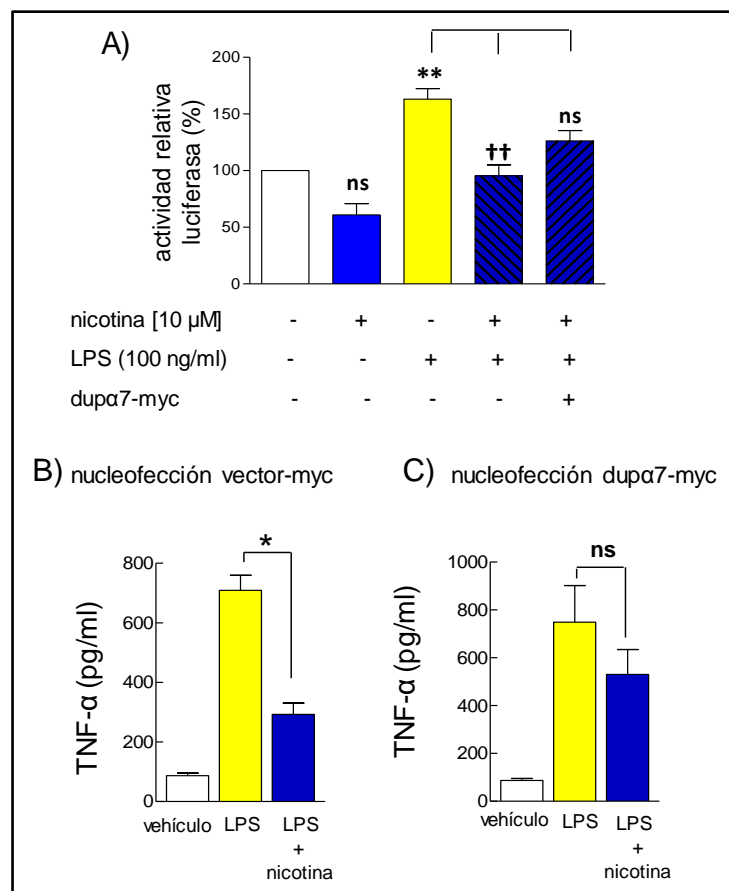 A)
actividad relativa
luciferasa (%)
200
150
100
50
0
ns
**
††
ns
nicotina [10 µM] - + - + +
LPS (100 ng/ml) - - + + +
dupα7-myc - - - - +
B) nucleofección vector-myc
TNF-α (pg/ml)
800
600
400
200
0
*
vehículo LPS LPS
+
nicotina
C) nucleofección dupα7-myc
TNF-α (pg/ml)
1000
800
600
400
200
0
ns
vehículo LPS LPS
+
nicotina